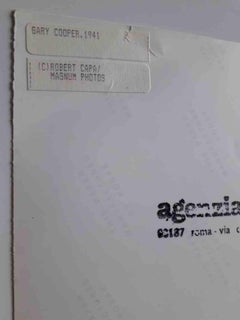 GARY COOPER,1941
(C)ROBERT CAPA/
MAGNUM PHOTOS
agenzia
00187 roma - via